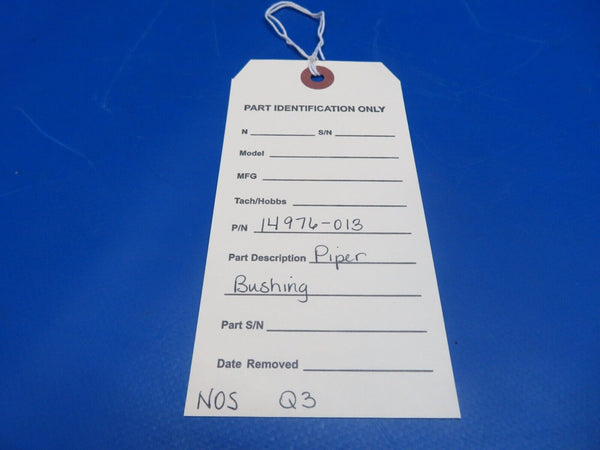 PART IDENTIFICATION ONLY
N S/N
Model
MFG
Tach/Hobbs
P/N 14976-013
Part Description Piper
Bushing
Part S/N
Date Removed
NOS Q3